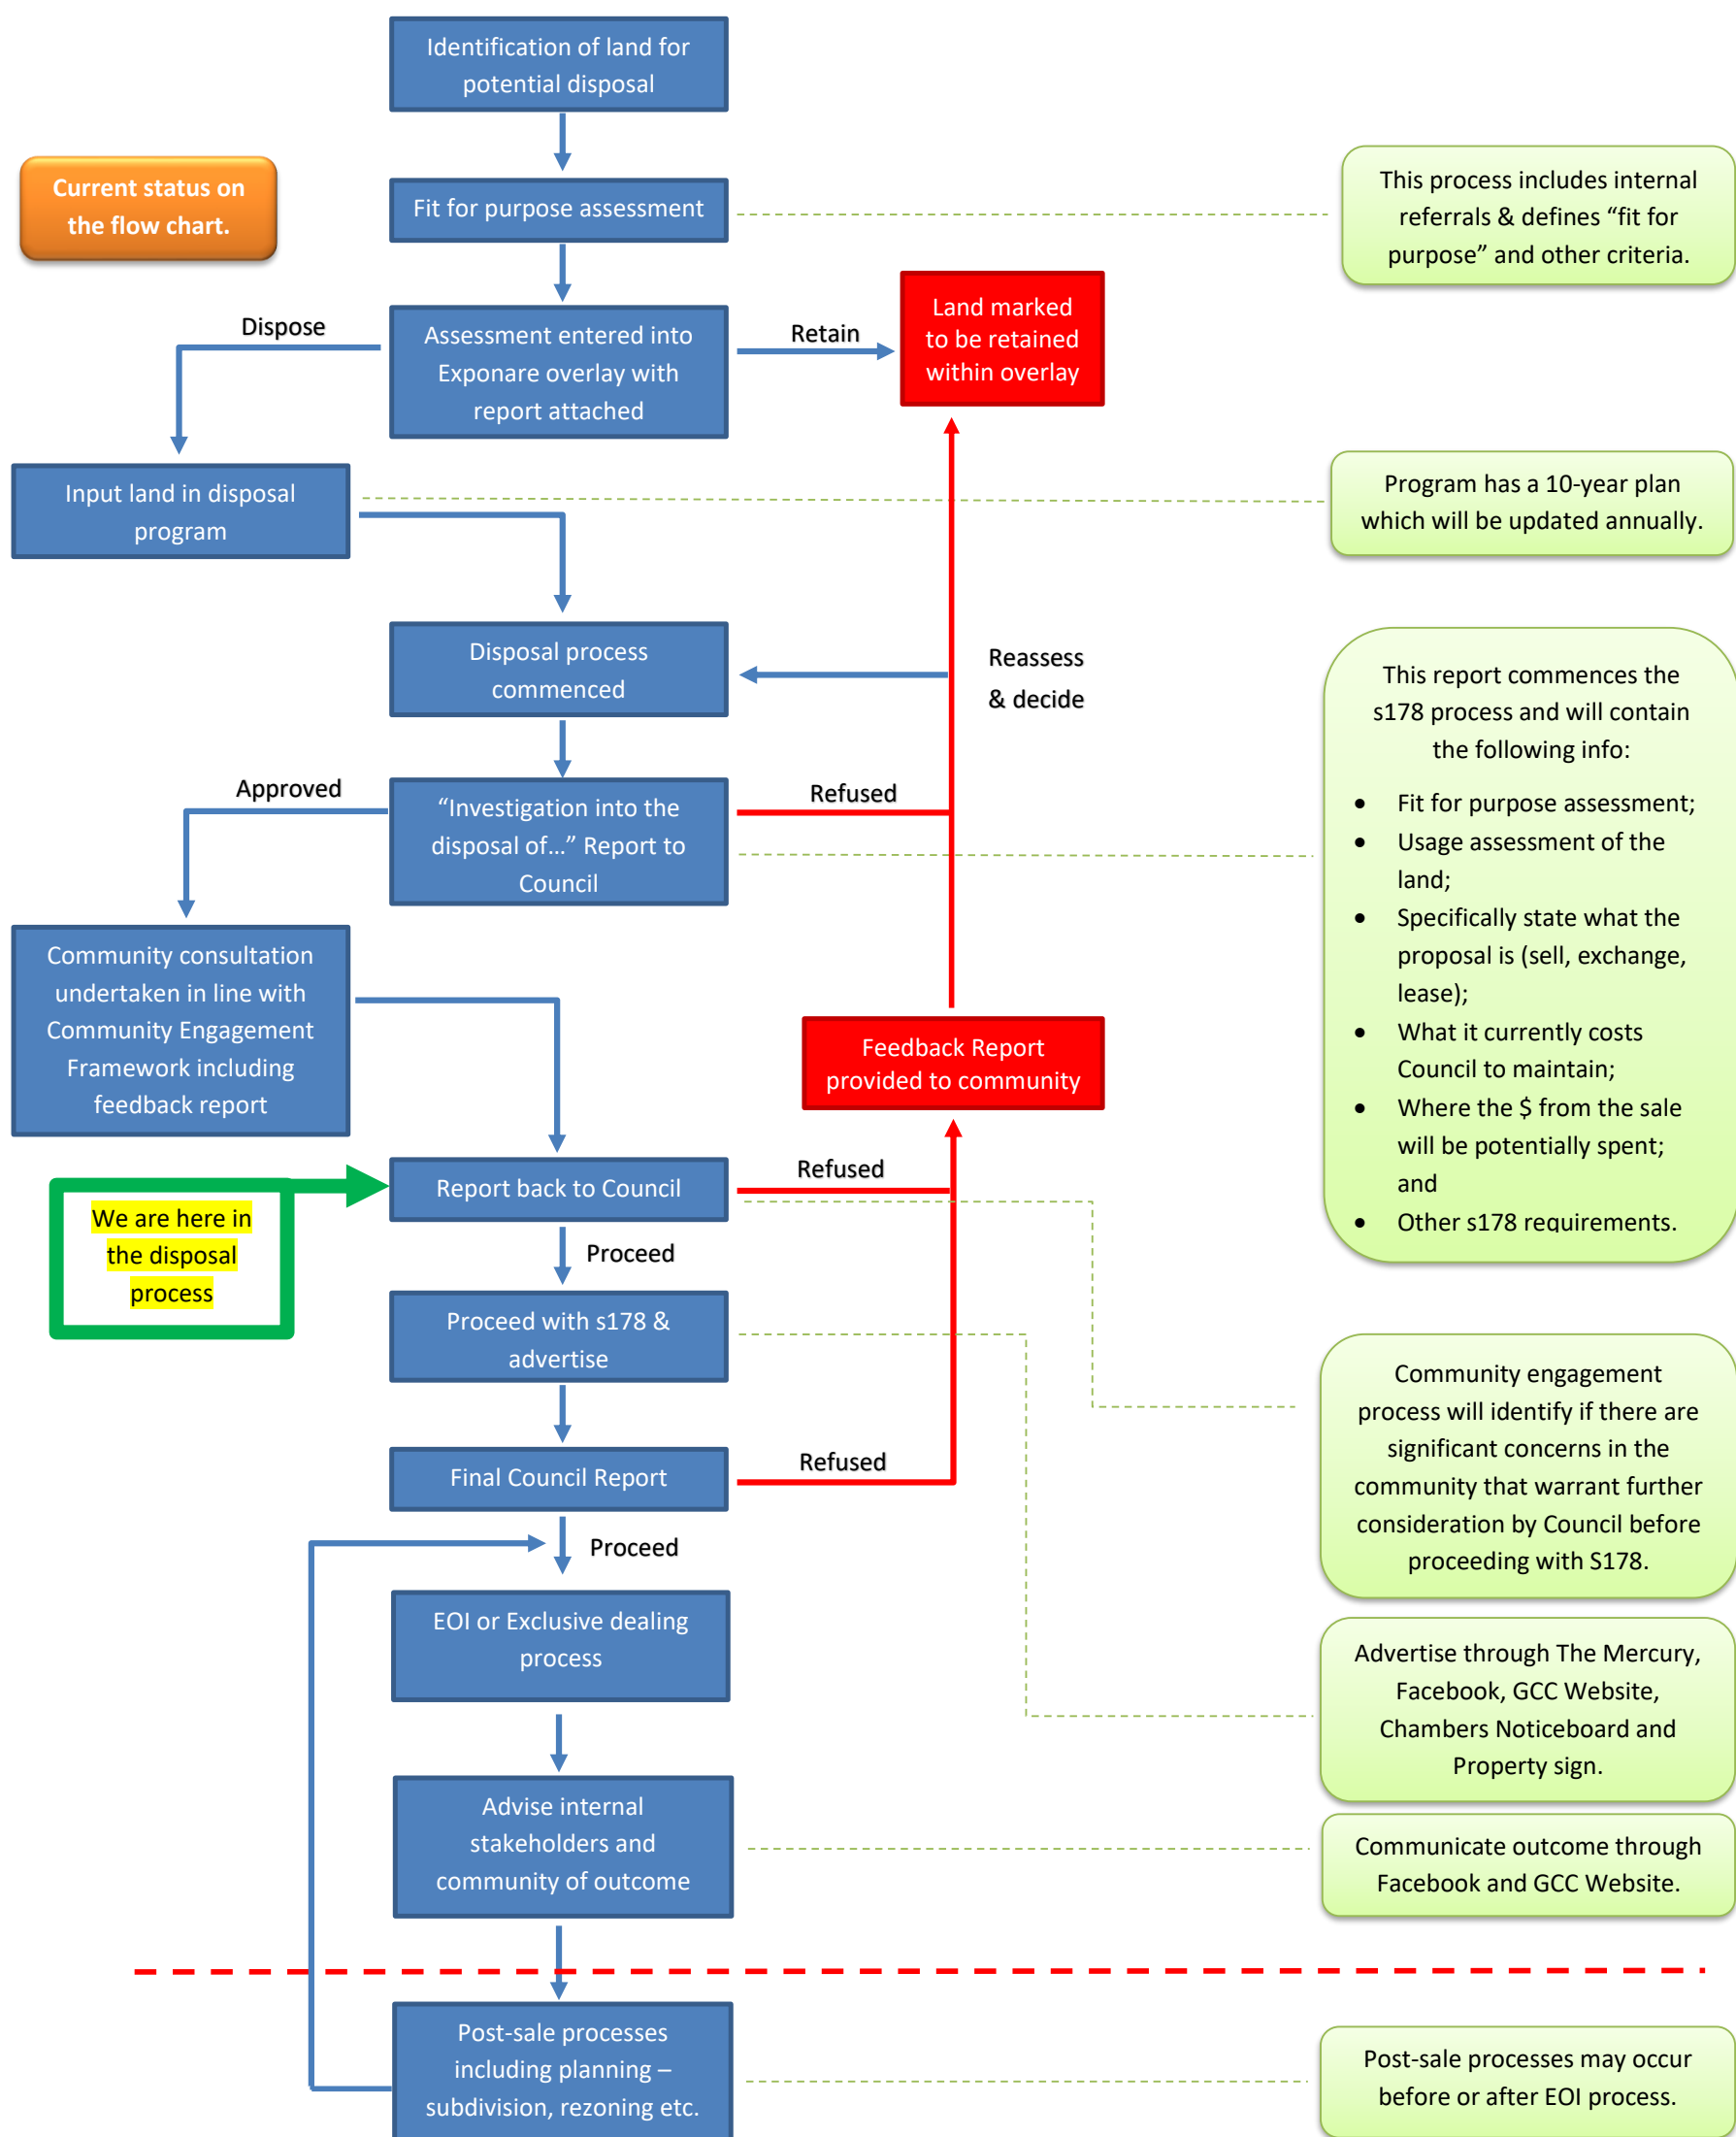 Identification of land for
potential disposal
Current status on
the flow chart.
Fit for purpose assessment
This process includes internal
referrals & defines “fit for
purpose” and other criteria.
Dispose
Assessment entered into
Exponare overlay with
report attached
Retain
Land marked
to be retained
within overlay
Input land in disposal
program
Program has a 10-year plan
which will be updated annually.
Disposal process
commenced
Reassess
& decide
This report commences the
s178 process and will contain
the following info:
• Fit for purpose assessment;
• Usage assessment of the
land;
• Specifically state what the
proposal is (sell, exchange,
lease);
• What it currently costs
Council to maintain;
• Where the $ from the sale
will be potentially spent;
and
• Other s178 requirements.
Approved
“Investigation into the
disposal of…” Report to
Council
Refused
Community consultation
undertaken in line with
Community Engagement
Framework including
feedback report
Feedback Report
provided to community
We are here in
the disposal
process
Report back to Council
Refused
Proceed
Proceed with s178 &
advertise
Community engagement
process will identify if there are
significant concerns in the
community that warrant further
consideration by Council before
proceeding with S178.
Final Council Report
Refused
Proceed
EOI or Exclusive dealing
process
Advertise through The Mercury,
Facebook, GCC Website,
Chambers Noticeboard and
Property sign.
Advise internal
stakeholders and
community of outcome
Communicate outcome through
Facebook and GCC Website.
Post-sale processes
including planning –
subdivision, rezoning etc.
Post-sale processes may occur
before or after EOI process.